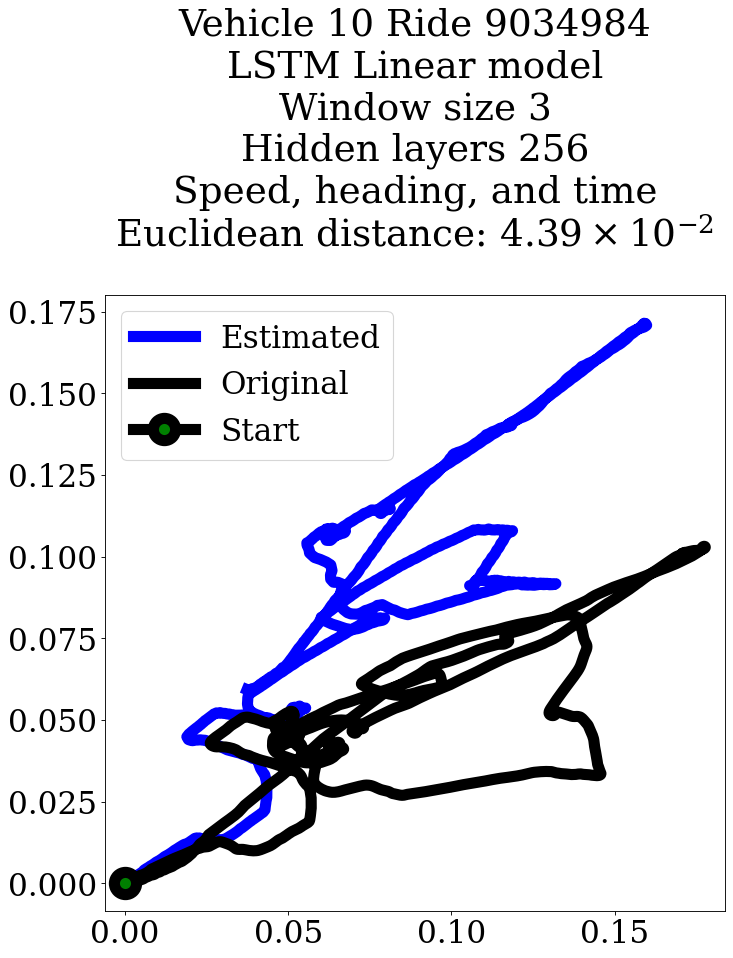 Vehicle 10 Ride 9034984
LSTM Linear model
Window size 3
Hidden layers 256
Speed, heading, and time
Euclidean distance: 4.39 × 10⁻²
Estimated
Original
Start
0.175
0.150
0.125
0.100
0.075
0.050
0.025
0.000
0.00 0.05 0.10 0.15